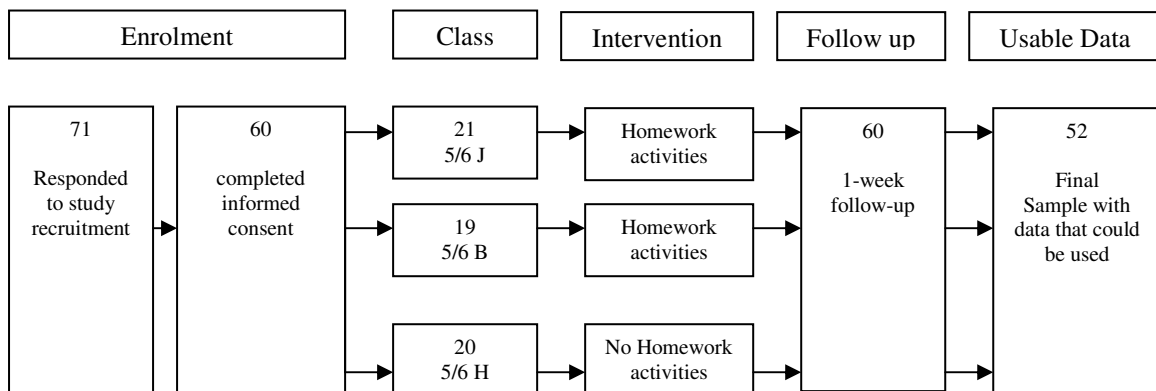 Enrolment
Class
Intervention
Follow up
Usable Data
71
Responded
to study
recruitment
60
completed
informed
consent
21
5/6 J
Homework
activities
19
5/6 B
Homework
activities
20
5/6 H
No Homework
activities
60
1-week
follow-up
52
Final
Sample with
data that could
be used